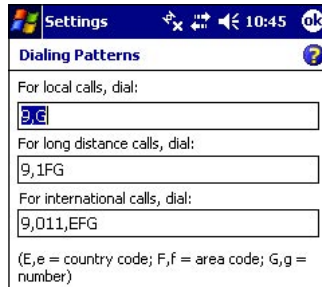 Settings 10:45 ok
Dialing Patterns ?
For local calls, dial:
9,G
For long distance calls, dial:
9,1FG
For international calls, dial:
9,011,EFG
(E,e = country code; F,f = area code; G,g =
number)